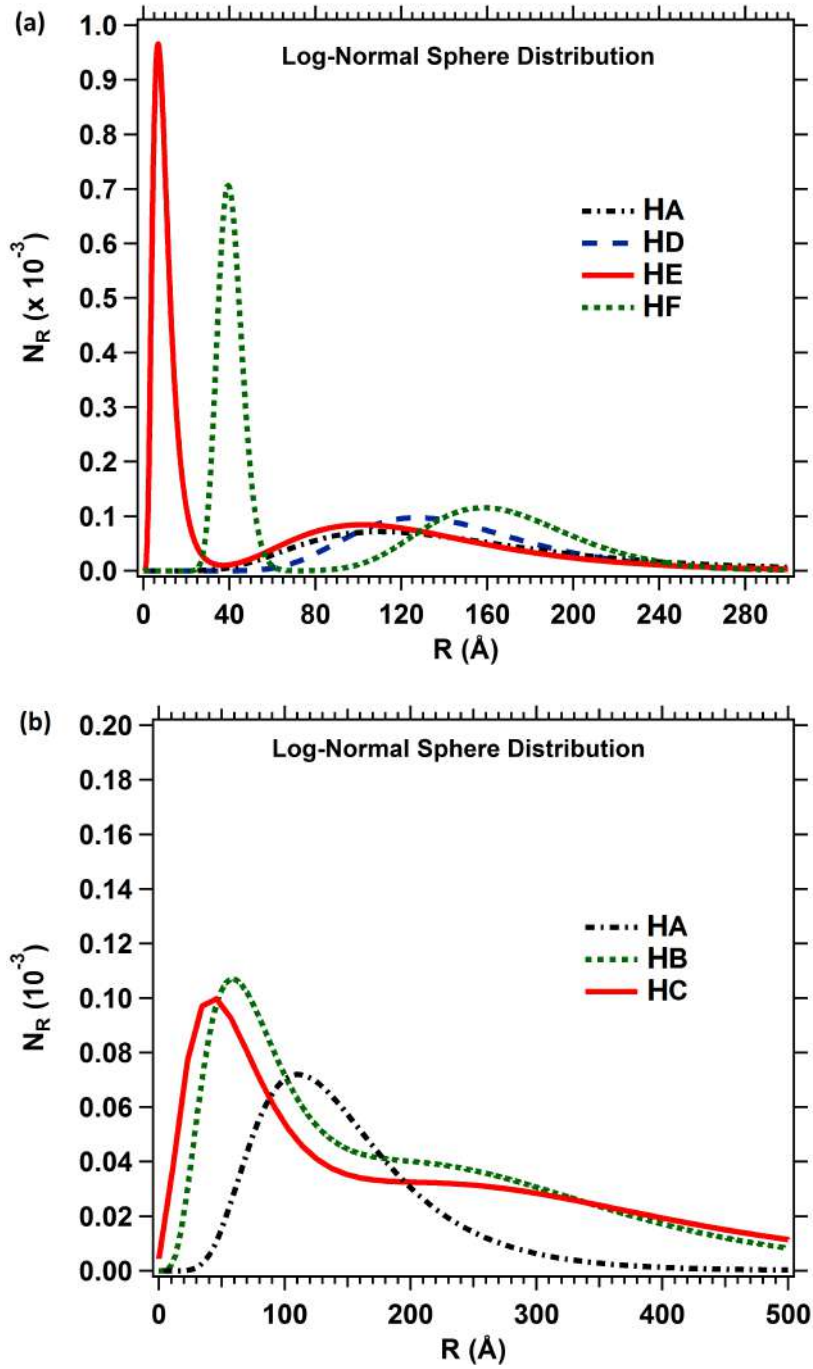 (a)
Log-Normal Sphere Distribution
1.0
0.9
0.8
0.7
0.6
0.5
0.4
0.3
0.2
0.1
0.0
N_R (x 10^-3)
HA
HD
HE
HF
0 40 80 120 160 200 240 280
R (Å)
(b)
Log-Normal Sphere Distribution
0.20
0.18
0.16
0.14
0.12
0.10
0.08
0.06
0.04
0.02
0.00
N_R (10^-3)
HA
HB
HC
0 100 200 300 400 500
R (Å)